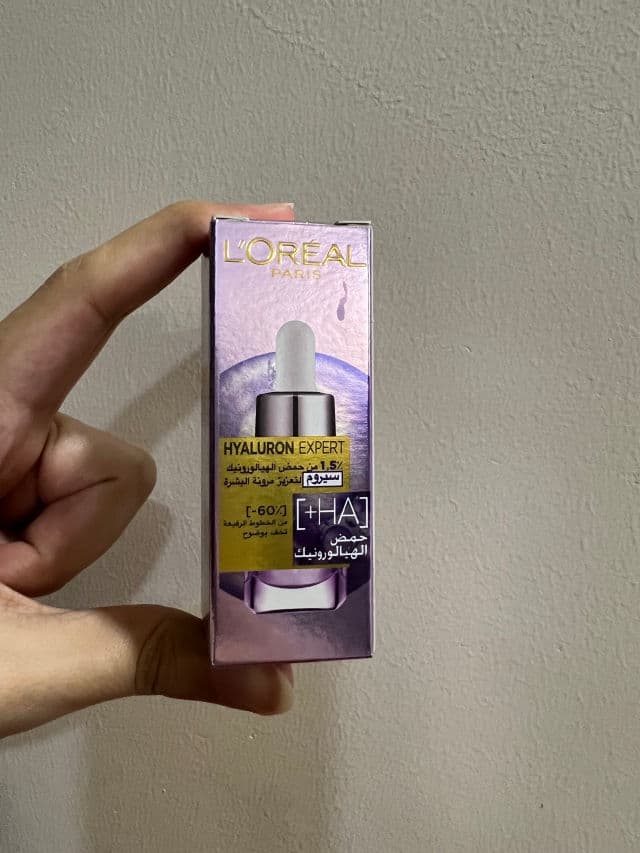 L'ORÉAL
PARIS
HYALURON EXPERT
1.5٪ من حمض الهيالورونيك
سيروم لتعزيز مرونة البشرة
[-60٪]
من الخطوط الرفيعة
تخف بوضوح
[+HA]
حمض
الهيالورونيك